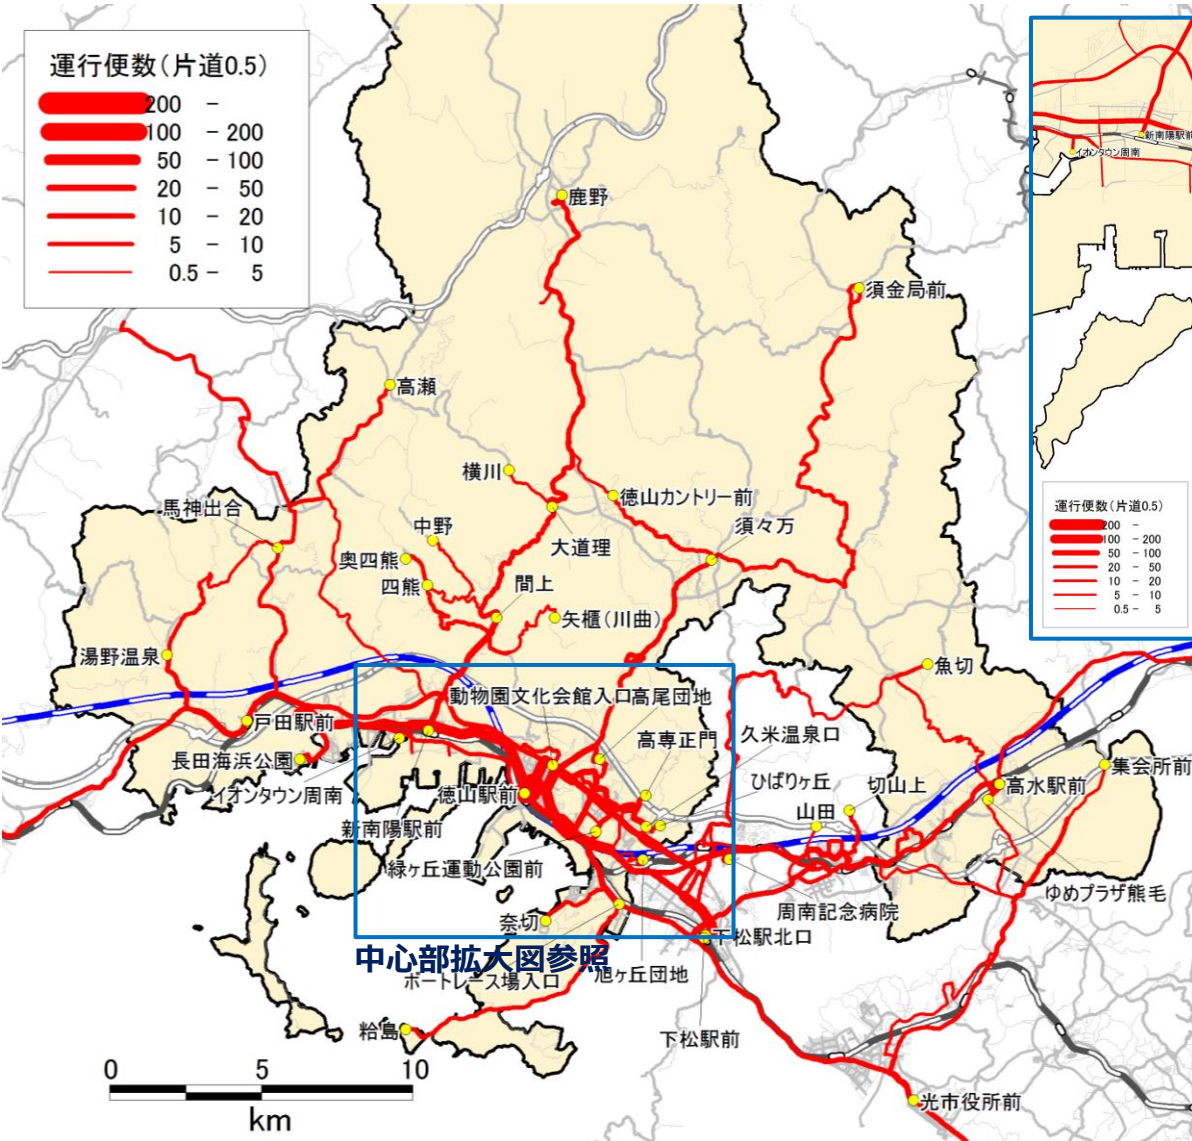 運行便数(片道0.5)
200 -
100 - 200
50 - 100
20 - 50
10 - 20
5 - 10
0.5 - 5
新南陽駅前
イオンタウン周南
鹿野
須金局前
高瀬
横川
徳山カントリー前
馬神出合
中野
大道理
須々万
奥四熊
四熊
間上
矢櫃(川曲)
運行便数(片道0.5)
200 -
100 - 200
50 - 100
20 - 50
10 - 20
5 - 10
0.5 - 5
湯野温泉
魚切
動物園文化会館入口
高尾団地
戸田駅前
高専正門
久米温泉口
長田海浜公園
集会所前
イオンタウン周南
徳山駅前
ひばりヶ丘
切山上
高水駅前
山田
新南陽駅前
緑ヶ丘運動公園前
ゆめプラザ熊毛
周南記念病院
奈切
下松駅北口
中心部拡大図参照
ボートレース場入口
旭ヶ丘団地
粭島
下松駅前
0 5 10
km
光市役所前